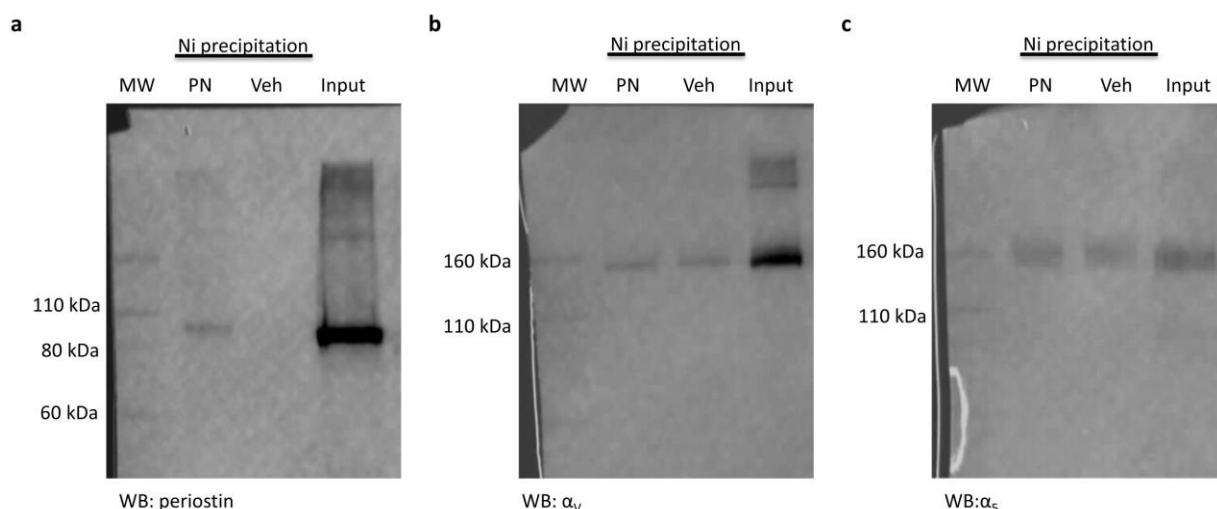 a
Ni precipitation
MW PN Veh Input
110 kDa
80 kDa
60 kDa
WB: periostin
b
Ni precipitation
MW PN Veh Input
160 kDa
110 kDa
WB: αV
c
Ni precipitation
MW PN Veh Input
160 kDa
110 kDa
WB:α5